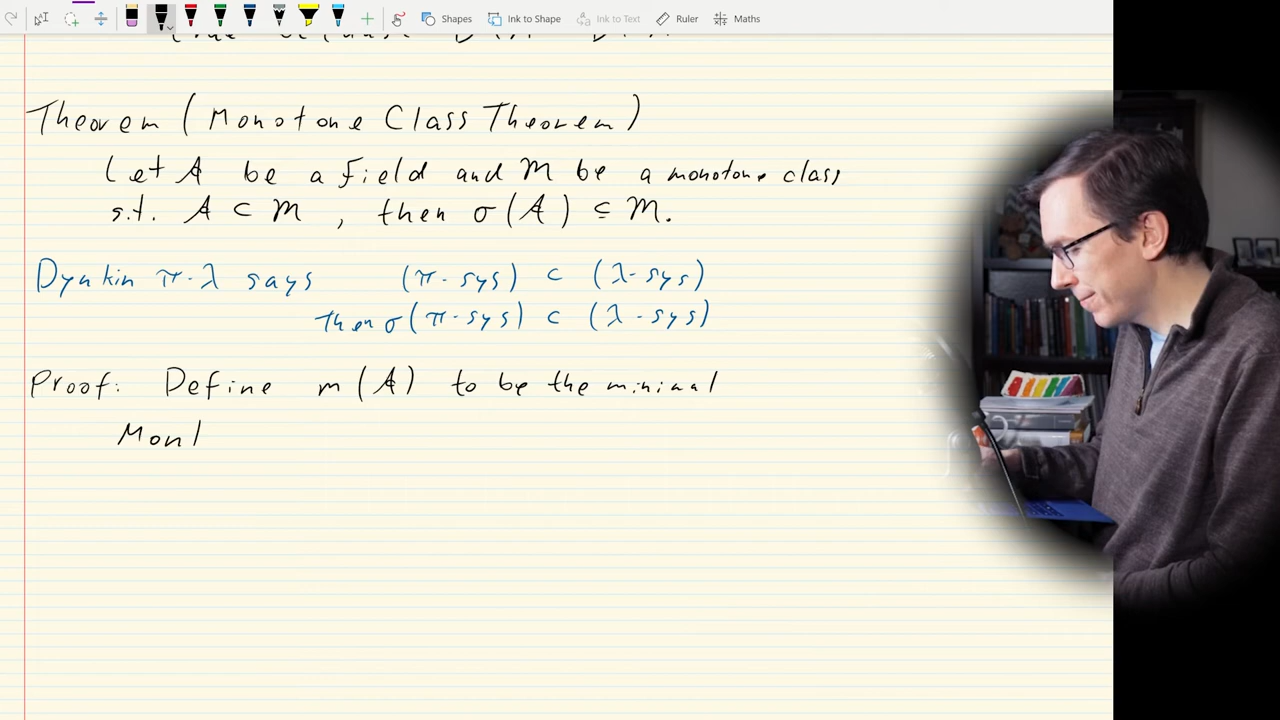 Shapes Ink to Shape Ink to Text Ruler Maths
Theorem (Monotone Class Theorem)
Let A be a field and M be a monotone class
s.t. A ⊂ M , then σ(A) ⊆ M.
Dynkin π-λ says (π-sys) ⊂ (λ-sys)
then σ(π-sys) ⊂ (λ-sys)
Proof: Define m(A) to be the minimal
Mon